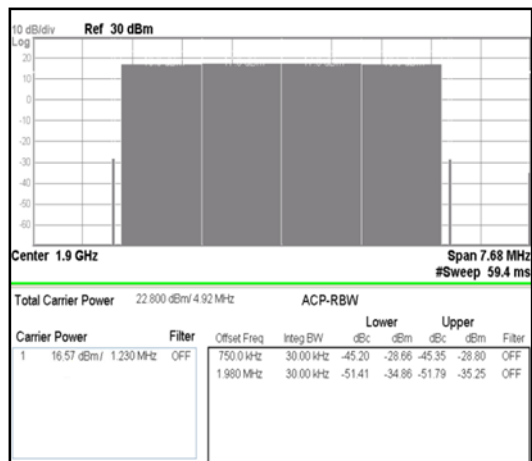 10 dB/div Ref 30 dBm
Log
20
10
0
-10
-20
-30
-40
-50
-60
Center 1.9 GHz Span 7.68 MHz
#Sweep 59.4 ms
Total Carrier Power 22.800 dBm/ 4.92 MHz ACP-RBW
Lower Upper
Carrier Power Filter Offset Freq Integ BW dBc dBm dBc dBm Filter
1 16.57 dBm / 1.230 MHz OFF 750.0 kHz 30.00 kHz -45.20 -28.66 -45.35 -28.80 OFF
1.980 MHz 30.00 kHz -51.41 -34.86 -51.79 -35.25 OFF